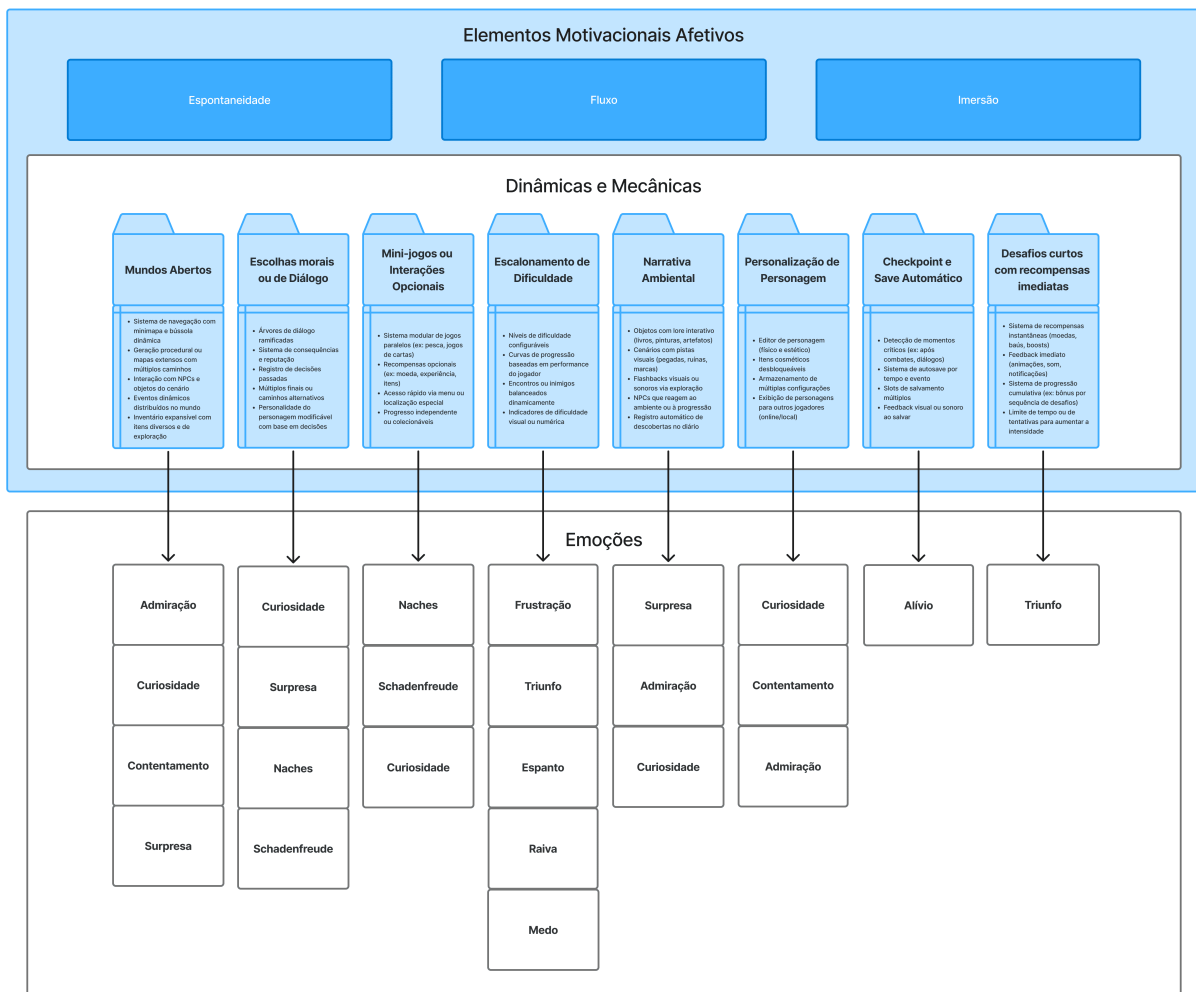 Elementos Motivacionais Afetivos
Espontaneidade
Fluxo
Imersão
Dinâmicas e Mecânicas
Mundos Abertos
• Sistema de navegação com
minimapa e bússola
dinâmica
• Geração procedural ou
mapas extensos com
múltiplos caminhos
• Interação com NPCs e
objetos do cenário
• Eventos dinâmicos
distribuídos no mundo
• Inventário expansível com
itens diversos e de
exploração
Escolhas morais
ou de Diálogo
• Árvores de diálogo
ramificadas
• Sistema de consequências
e reputação
• Registro de decisões
passadas
• Múltiplos finais ou
caminhos alternativos
• Personalidade do
personagem modificável
com base em decisões
Mini-jogos ou
Interações
Opcionais
• Sistema modular de jogos
paralelos (ex: pesca, jogos
de cartas)
• Recompensas opcionais
(ex: moeda, experiência,
itens)
• Acesso rápido via menu ou
localização especial
• Progresso independente
ou colecionáveis
Escalonamento de
Dificuldade
• Níveis de dificuldade
configuráveis
• Curvas de progressão
baseadas em performance
do jogador
• Encontros ou inimigos
balanceados
dinamicamente
• Indicadores de dificuldade
visual ou numérica
Narrativa
Ambiental
• Objetos com lore interativo
(livros, pinturas, artefatos)
• Cenários com pistas
visuais (pegadas, ruínas,
marcas)
• Flashbacks visuais ou
sonoros via exploração
• NPCs que reagem ao
ambiente ou à progressão
• Registro automático de
descobertas no diário
Personalização de
Personagem
• Editor de personagem
(físico e estético)
• Itens cosméticos
desbloqueáveis
• Armazenamento de
múltiplas configurações
• Exibição de personagens
para outros jogadores
(online/local)
Checkpoint e
Save Automático
• Detecção de momentos
críticos (ex: após
combates, diálogos)
• Sistema de autosave por
tempo e evento
• Slots de salvamento
múltiplos
• Feedback visual ou sonoro
ao salvar
Desafios curtos
com recompensas
imediatas
• Sistema de recompensas
instantâneas (moedas,
baús, boosts)
• Feedback imediato
(animações, som,
notificações)
• Sistema de progressão
cumulativa (ex: bônus por
sequência de desafios)
• Limite de tempo ou de
tentativas para aumentar a
intensidade
Emoções
Admiração
Curiosidade
Contentamento
Surpresa
Curiosidade
Surpresa
Naches
Schadenfreude
Naches
Schadenfreude
Curiosidade
Frustração
Triunfo
Espanto
Raiva
Medo
Surpresa
Admiração
Curiosidade
Curiosidade
Contentamento
Admiração
Alívio
Triunfo